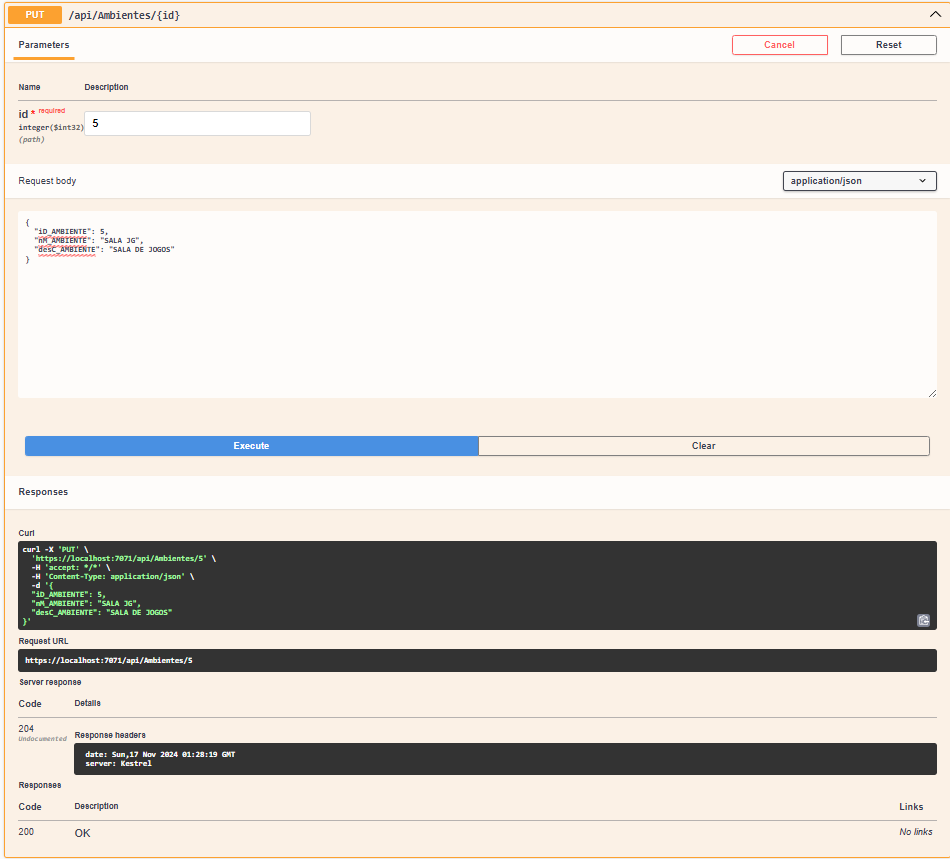 PUT /api/Ambientes/{id}
Parameters
Cancel
Reset
Name Description
id * required
integer($int32)
(path)
5
Request body
application/json
{
"iD_AMBIENTE": 5,
"nM_AMBIENTE": "SALA JG",
"desC_AMBIENTE": "SALA DE JOGOS"
}
Execute
Clear
Responses
Curl
curl -X 'PUT' \
'https://localhost:7071/api/Ambientes/5' \
-H 'accept: */*' \
-H 'Content-Type: application/json' \
-d '{
"iD_AMBIENTE": 5,
"nM_AMBIENTE": "SALA JG",
"desC_AMBIENTE": "SALA DE JOGOS"
}'
Request URL
https://localhost:7071/api/Ambientes/5
Server response
Code Details
204
Undocumented
Response headers
date: Sun,17 Nov 2024 01:28:19 GMT
server: Kestrel
Responses
Code Description Links
200 OK No links